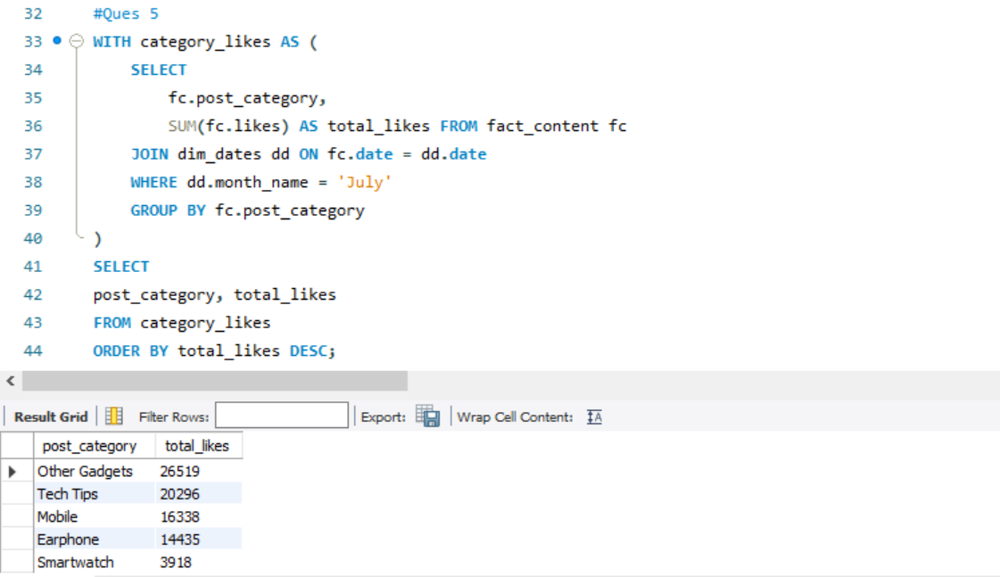 32 #Ques 5
33 WITH category_likes AS (
34 SELECT
35 fc.post_category,
36 SUM(fc.likes) AS total_likes FROM fact_content fc
37 JOIN dim_dates dd ON fc.date = dd.date
38 WHERE dd.month_name = 'July'
39 GROUP BY fc.post_category
40 )
41 SELECT
42 post_category, total_likes
43 FROM category_likes
44 ORDER BY total_likes DESC;
Result Grid Filter Rows: Export: Wrap Cell Content: IA
post_category total_likes
Other Gadgets 26519
Tech Tips 20296
Mobile 16338
Earphone 14435
Smartwatch 3918